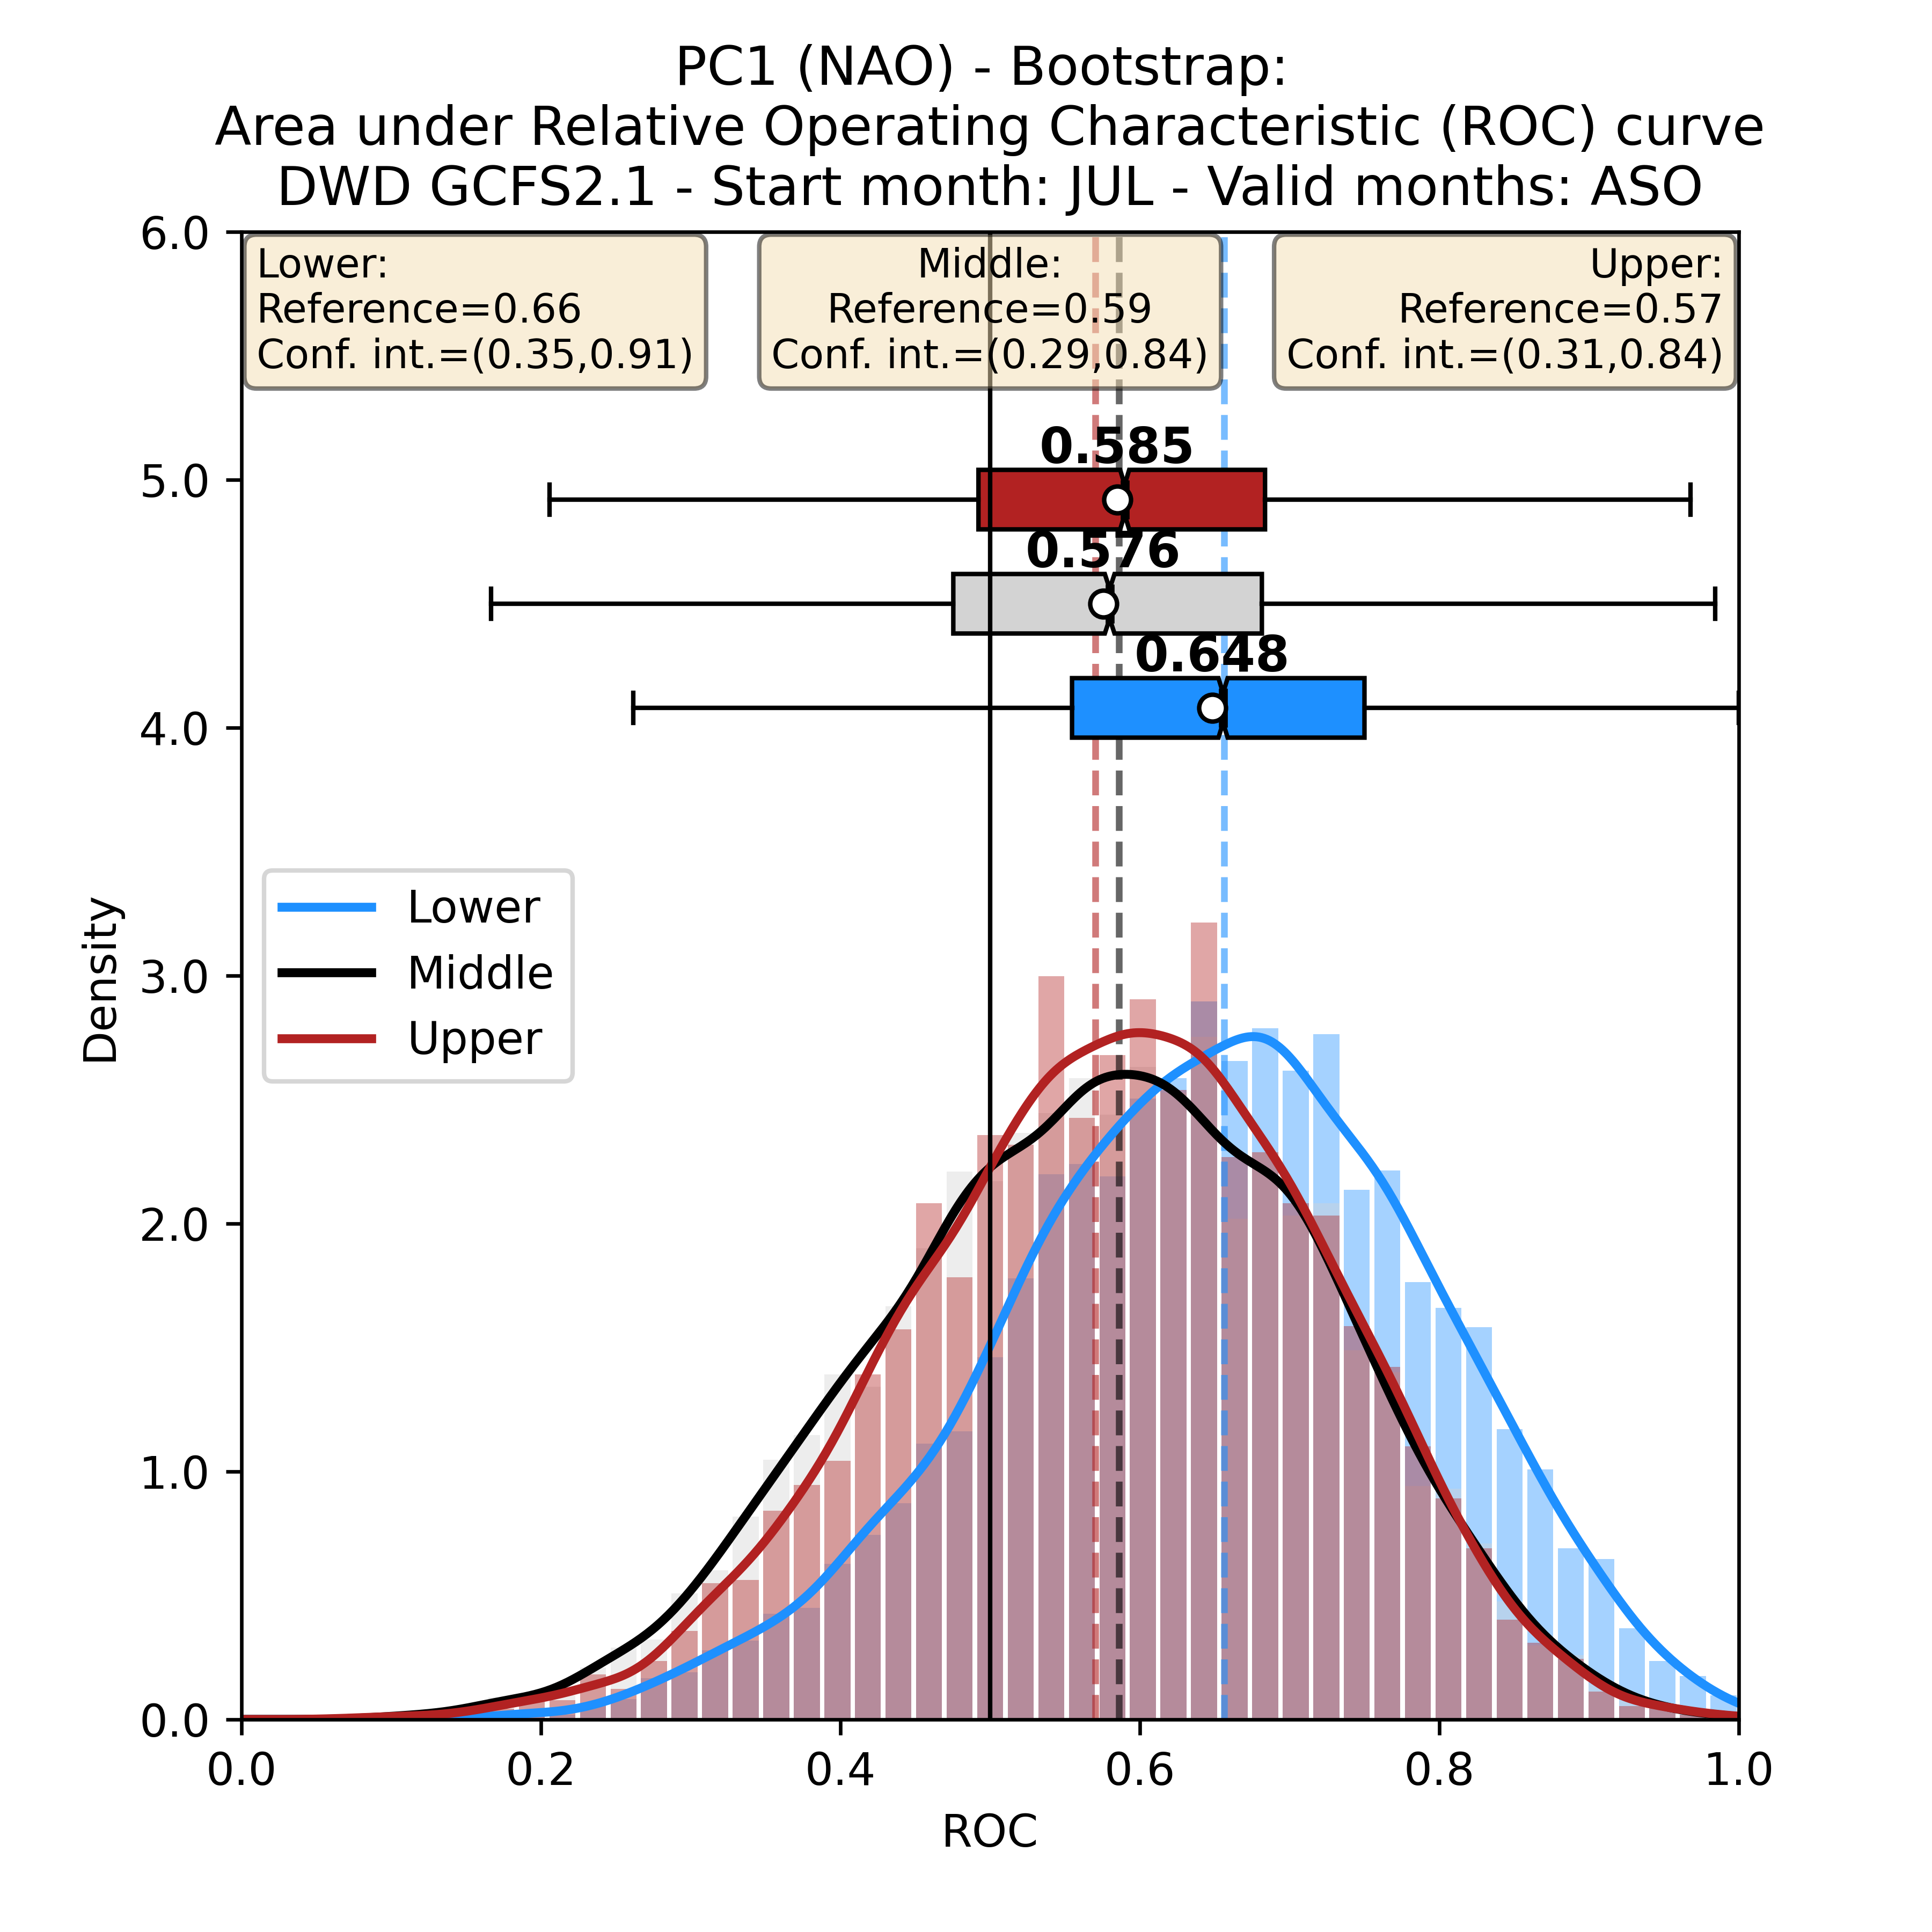 PC1 (NAO) - Bootstrap:
Area under Relative Operating Characteristic (ROC) curve
DWD GCFS2.1 - Start month: JUL - Valid months: ASO
6.0
5.0
4.0
3.0
2.0
1.0
0.0
Density
Lower:
Reference=0.66
Conf. int.=(0.35,0.91)
Middle:
Reference=0.59
Conf. int.=(0.29,0.84)
Upper:
Reference=0.57
Conf. int.=(0.31,0.84)
0.585
0.576
0.648
Lower
Middle
Upper
0.0
0.2
0.4
0.6
0.8
1.0
ROC